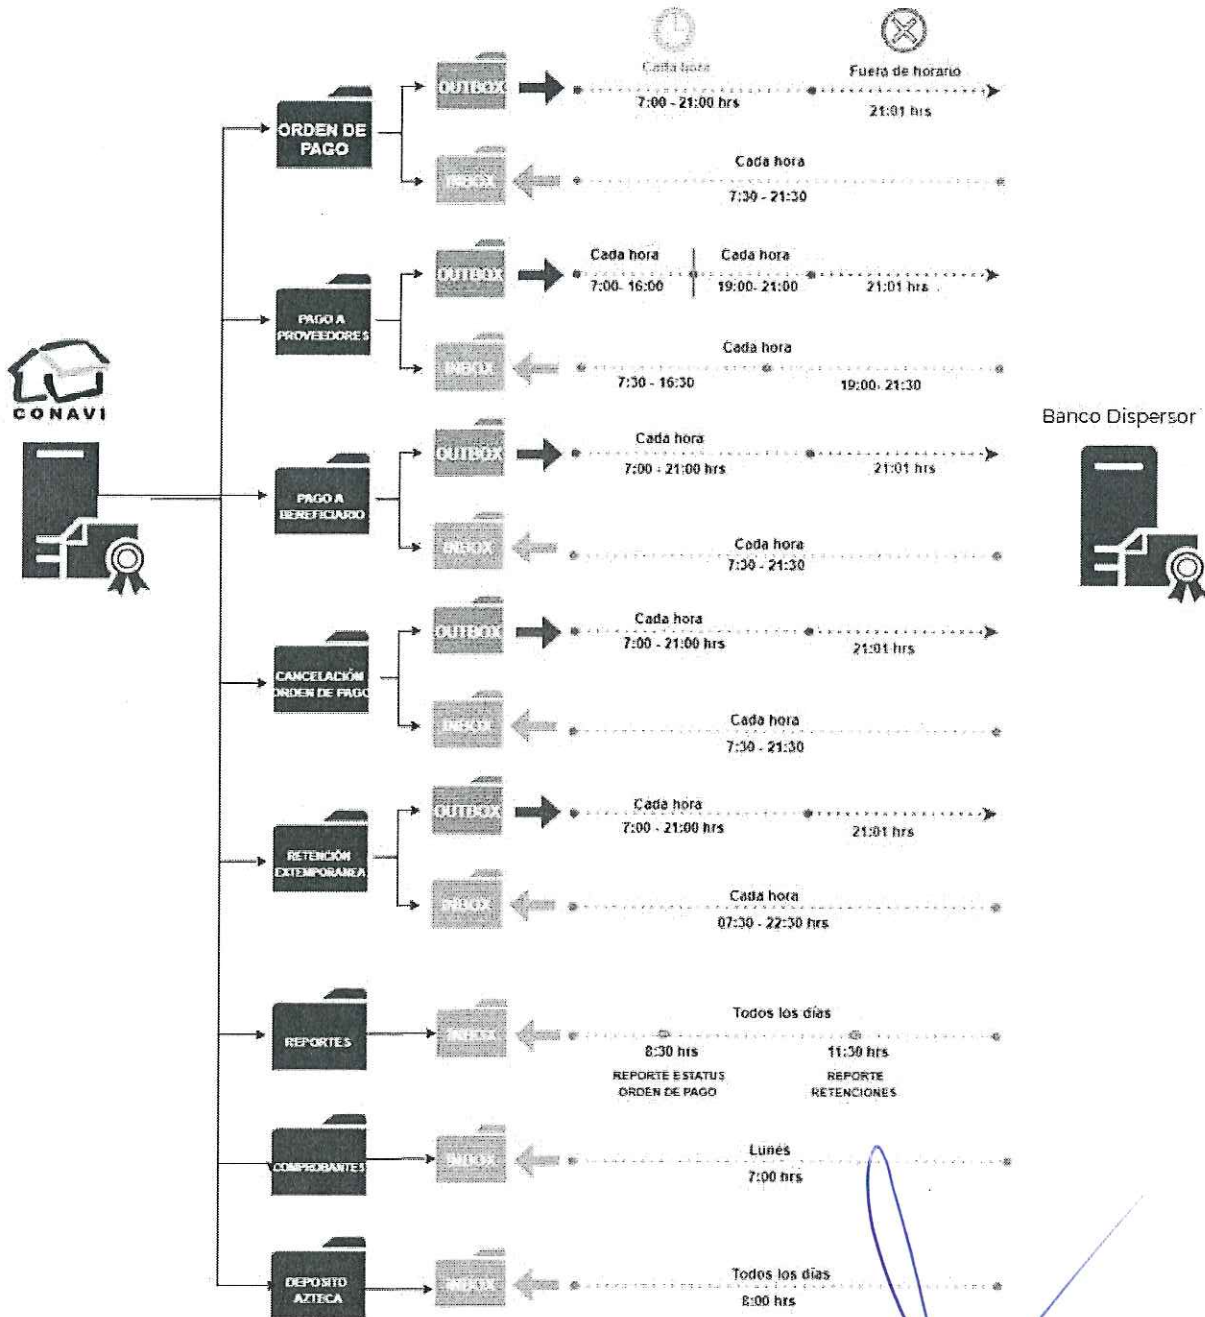 Cada hora
Fuera de horario
OUTBOX
7:00 - 21:00 hrs
21:01 hrs
ORDEN DE
PAGO
Cada hora
INBOX
7:30 - 21:30
Cada hora
Cada hora
OUTBOX
7:00- 16:00
19:00- 21:00
21:01 hrs
PAGO A
PROVEEDORES
Cada hora
INBOX
7:30 - 16:30
19:00- 21:30
CONAVI
Banco Dispersor
Cada hora
OUTBOX
7:00 - 21:00 hrs
21:01 hrs
PAGO A
BENEFICIARIO
Cada hora
INBOX
7:30 - 21:30
Cada hora
OUTBOX
7:00 - 21:00 hrs
21:01 hrs
CANCELACIÓN
ORDEN DE PAGO
Cada hora
INBOX
7:30 - 21:30
Cada hora
OUTBOX
7:00 - 21:00 hrs
21:01 hrs
RETENCIÓN
EXTEMPORANEA
Cada hora
INBOX
07:30 - 22:30 hrs
Todos los días
REPORTES
INBOX
8:30 hrs
11:30 hrs
REPORTE ESTATUS
ORDEN DE PAGO
REPORTE
RETENCIONES
Lunes
COMPROBANTES
INBOX
7:00 hrs
Todos los días
DEPOSITO
AZTECA
INBOX
8:00 hrs